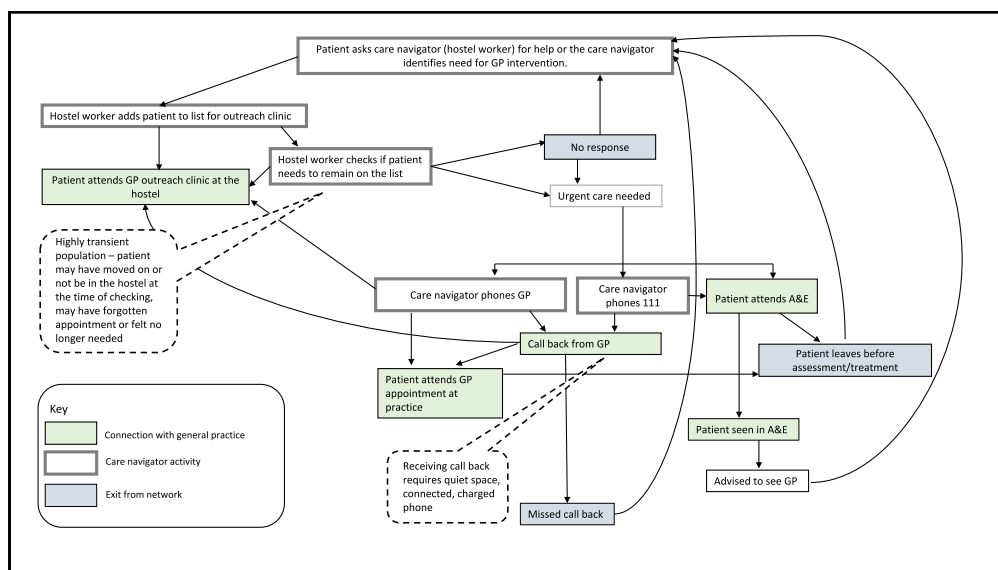 Patient asks care navigator (hostel worker) for help or the care navigator
identifies need for GP intervention.
Hostel worker adds patient to list for outreach clinic
Hostel worker checks if patient
needs to remain on the list
No response
Patient attends GP outreach clinic at the
hostel
Urgent care needed
Highly transient
population – patient
may have moved on or
not be in the hostel at
the time of checking,
may have forgotten
appointment or felt no
longer needed
Care navigator phones GP
Care navigator
phones 111
Patient attends A&E
Call back from GP
Patient leaves before
assessment/treatment
Patient attends GP
appointment at
practice
Patient seen in A&E
Key
Connection with general practice
Care navigator activity
Exit from network
Receiving call back
requires quiet space,
connected, charged
phone
Advised to see GP
Missed call back